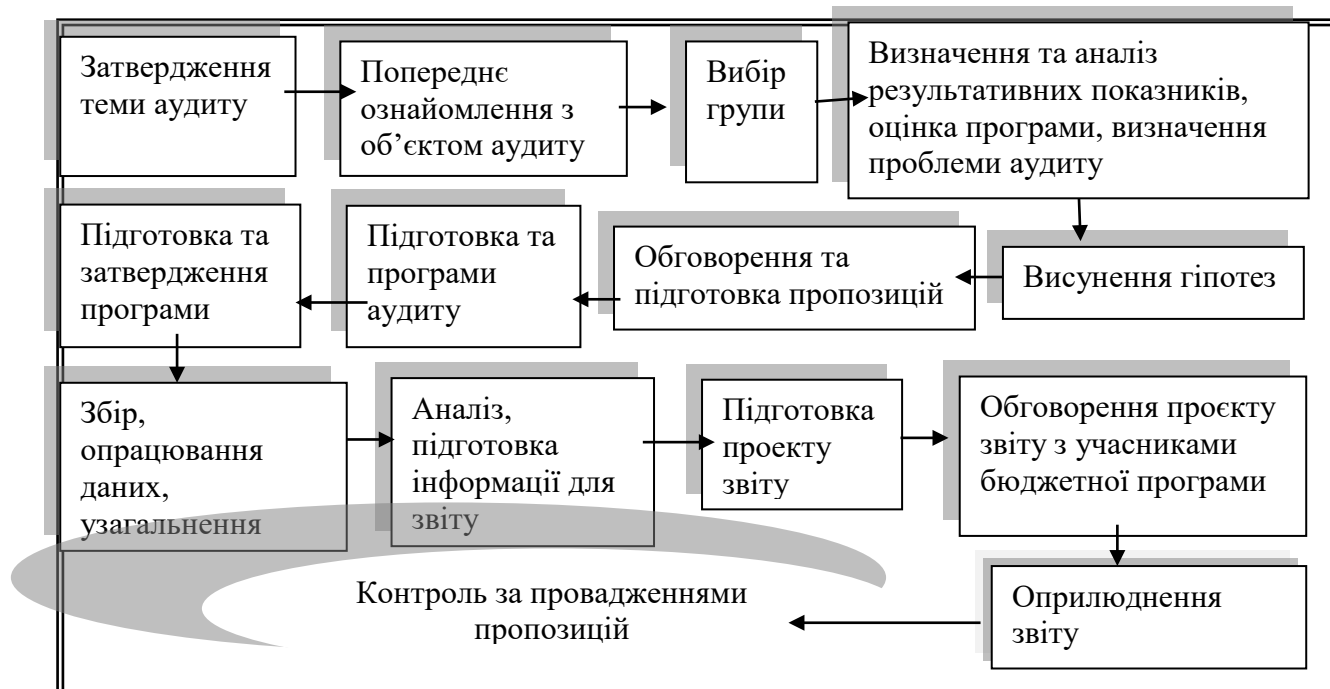 Затвердження
теми аудиту
Попереднє
ознайомлення з
об’єктом аудиту
Вибір
групи
Визначення та аналіз
результативних показників,
оцінка програми, визначення
проблеми аудиту
Висунення гіпотез
Обговорення та
підготовка пропозицій
Підготовка та
програми
аудиту
Підготовка та
затвердження
програми
Збір,
опрацювання
даних,
узагальнення
Аналіз,
підготовка
інформації для
звіту
Підготовка
проекту
звіту
Обговорення проєкту
звіту з учасниками
бюджетної програми
Оприлюднення
звіту
Контроль за провадженнями
пропозицій